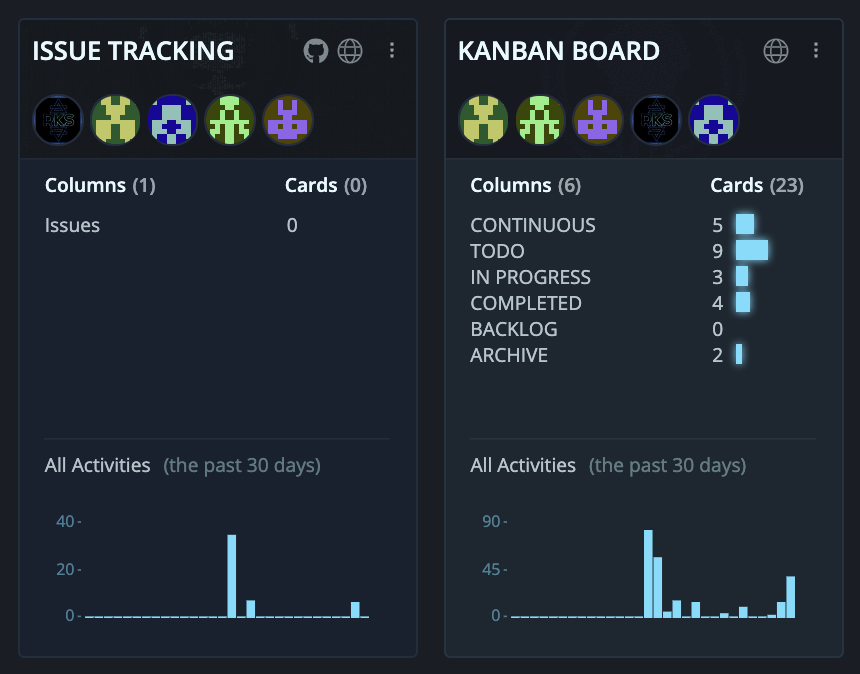 ISSUE TRACKING
RKS
Columns (1) Cards (0)
Issues 0
All Activities (the past 30 days)
40
20
0
KANBAN BOARD
RKS
Columns (6) Cards (23)
CONTINUOUS 5
TODO 9
IN PROGRESS 3
COMPLETED 4
BACKLOG 0
ARCHIVE 2
All Activities (the past 30 days)
90
45
0